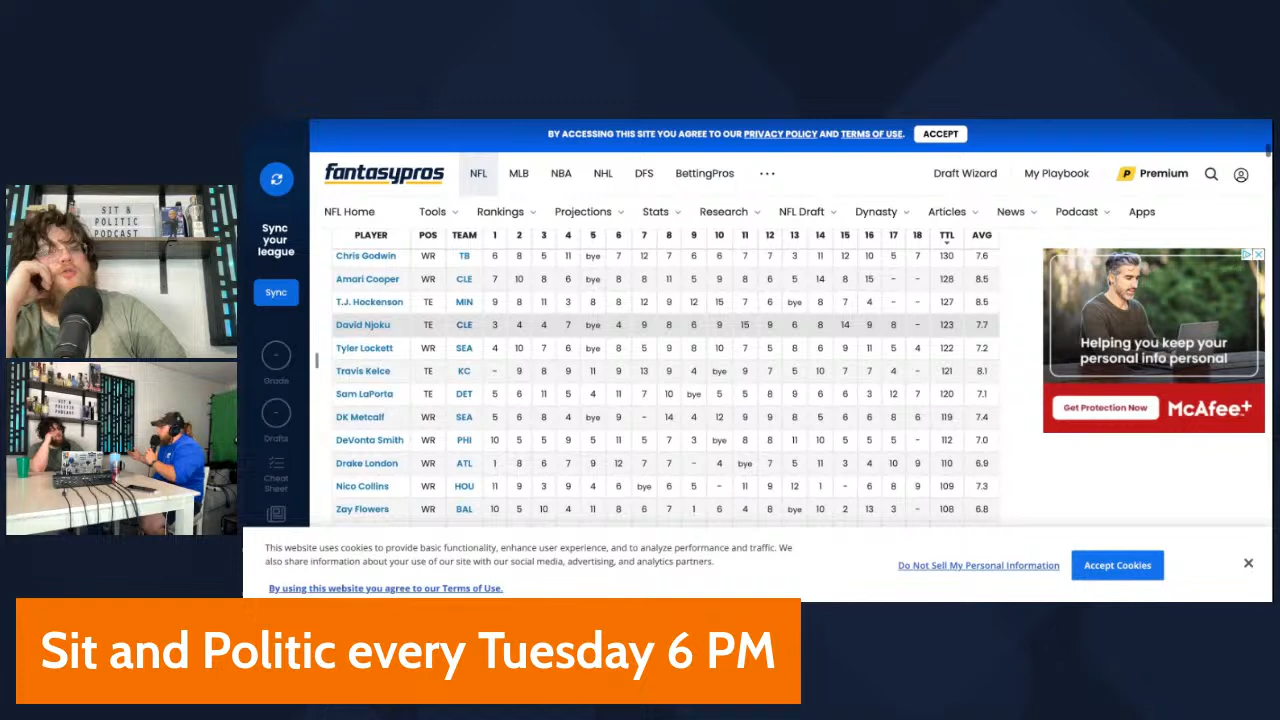 BY ACCESSING THIS SITE YOU AGREE TO OUR PRIVACY POLICY AND TERMS OF USE. ACCEPT
fantasypros NFL MLB NBA NHL DFS BettingPros ... Draft Wizard My Playbook P Premium
NFL Home Tools Rankings Projections Stats Research NFL Draft Dynasty Articles News Podcast Apps
Sync
your
league
Sync
Grade
Drafts
Cheat
Sheet
SIT &
POLITIC
PODCAST
PLAYER POS TEAM 1 2 3 4 5 6 7 8 9 10 11 12 13 14 15 16 17 18 TTL AVG
Chris Godwin WR TB 6 8 5 11 bye 7 12 7 6 6 7 7 3 11 12 10 5 7 130 7.6
Amari Cooper WR CLE 7 10 8 6 bye 8 8 11 5 9 8 6 5 14 8 15 - - 128 8.5
T.J. Hockenson TE MIN 9 8 11 3 8 8 12 9 12 15 7 6 bye 8 7 4 - - 127 8.5
David Njoku TE CLE 3 4 4 7 bye 4 9 8 6 9 15 9 6 8 14 9 8 - 123 7.7
Tyler Lockett WR SEA 4 10 7 6 bye 8 5 9 8 10 7 5 8 6 9 11 5 4 122 7.2
Travis Kelce TE KC - 9 8 9 11 9 13 9 4 bye 9 7 5 10 7 7 4 - 121 8.1
Sam LaPorta TE DET 5 6 11 5 4 11 7 10 bye 5 5 8 9 6 6 3 12 7 120 7.1
DK Metcalf WR SEA 5 6 8 4 bye 9 - 14 4 12 9 9 8 5 6 8 8 6 119 7.4
DeVonta Smith WR PHI 10 5 5 9 5 11 5 7 3 bye 8 8 11 10 5 5 5 - 112 7.0
Drake London WR ATL 1 8 6 7 9 12 7 7 - 4 bye 7 5 11 3 4 10 9 110 6.9
Nico Collins WR HOU 11 9 3 9 4 6 bye 6 5 - 11 9 12 1 - 6 8 9 109 7.3
Zay Flowers WR BAL 10 5 10 4 11 8 6 7 1 6 4 8 bye 10 2 13 3 - 108 6.8
Helping you keep your
personal info personal
Get Protection Now McAfee+
This website uses cookies to provide basic functionality, enhance user experience, and to analyze performance and traffic. We
also share information about your use of our site with our social media, advertising, and analytics partners.
By using this website you agree to our Terms of Use.
Do Not Sell My Personal Information Accept Cookies
Sit and Politic every Tuesday 6 PM